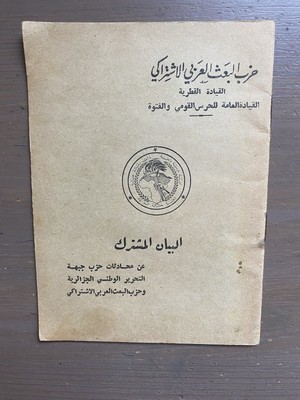 حزب البعث العربي الاشتراكي
القيادة القطرية
القيادة العامة للحرس القومي والفتوة
البيان المشترك
عن محادثات حزب جبهة
التحرير الوطني الجزائرية
وحزب البعث العربي الاشتراكي